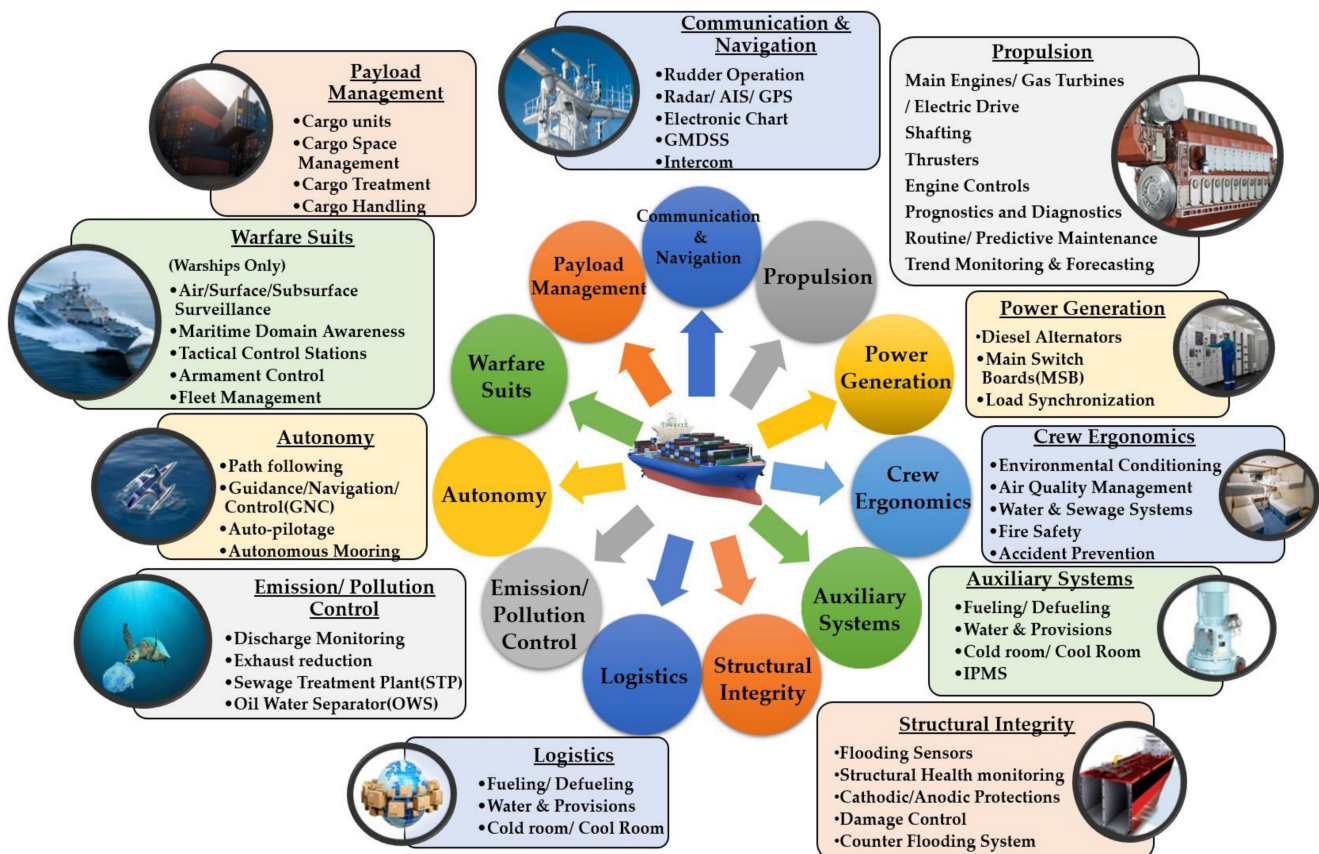 Communication &
Navigation
•Rudder Operation
•Radar/ AIS/ GPS
•Electronic Chart
•GMDSS
•Intercom
Propulsion
Main Engines/ Gas Turbines
/ Electric Drive
Shafting
Thrusters
Engine Controls
Prognostics and Diagnostics
Routine/ Predictive Maintenance
Trend Monitoring & Forecasting
Payload
Management
•Cargo units
•Cargo Space
Management
•Cargo Treatment
•Cargo Handling
Warfare Suits
(Warships Only)
•Air/Surface/Subsurface
Surveillance
•Maritime Domain Awareness
•Tactical Control Stations
•Armament Control
•Fleet Management
Communication
&
Navigation
Payload
Management
Propulsion
Warfare
Suits
Power
Generation
Autonomy
Crew
Ergonomics
Emission/
Pollution
Control
Auxiliary
Systems
Logistics
Structural
Integrity
Power Generation
•Diesel Alternators
•Main Switch
Boards(MSB)
•Load Synchronization
Autonomy
•Path following
•Guidance/Navigation/
Control(GNC)
•Auto-pilotage
•Autonomous Mooring
Crew Ergonomics
•Environmental Conditioning
•Air Quality Management
•Water & Sewage Systems
•Fire Safety
•Accident Prevention
Emission/ Pollution
Control
•Discharge Monitoring
•Exhaust reduction
•Sewage Treatment Plant(STP)
•Oil Water Separator(OWS)
Auxiliary Systems
•Fueling/ Defueling
•Water & Provisions
•Cold room/ Cool Room
•IPMS
Logistics
•Fueling/ Defueling
•Water & Provisions
•Cold room/ Cool Room
Structural Integrity
•Flooding Sensors
•Structural Health monitoring
•Cathodic/Anodic Protections
•Damage Control
•Counter Flooding System